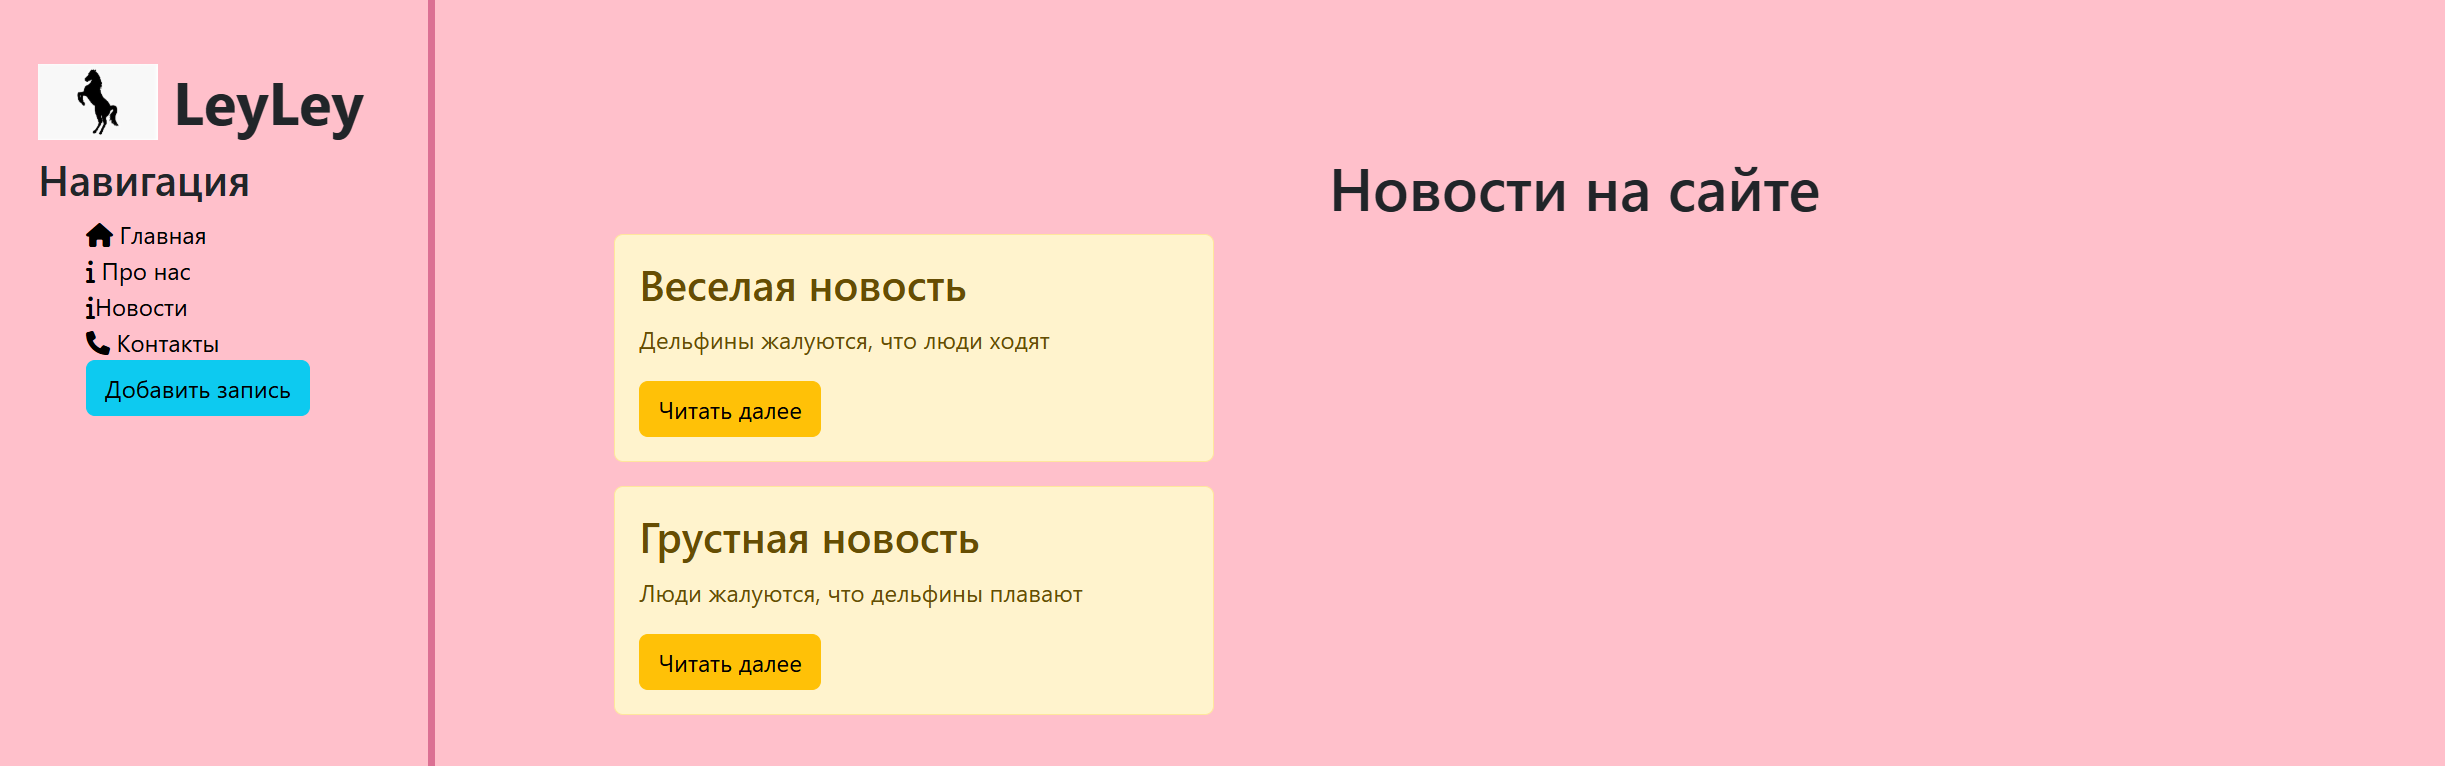 LeyLey
Навигация
Главная
Про нас
Новости
Контакты
Добавить запись
Новости на сайте
Веселая новость
Дельфины жалуются, что люди ходят
Читать далее
Грустная новость
Люди жалуются, что дельфины плавают
Читать далее